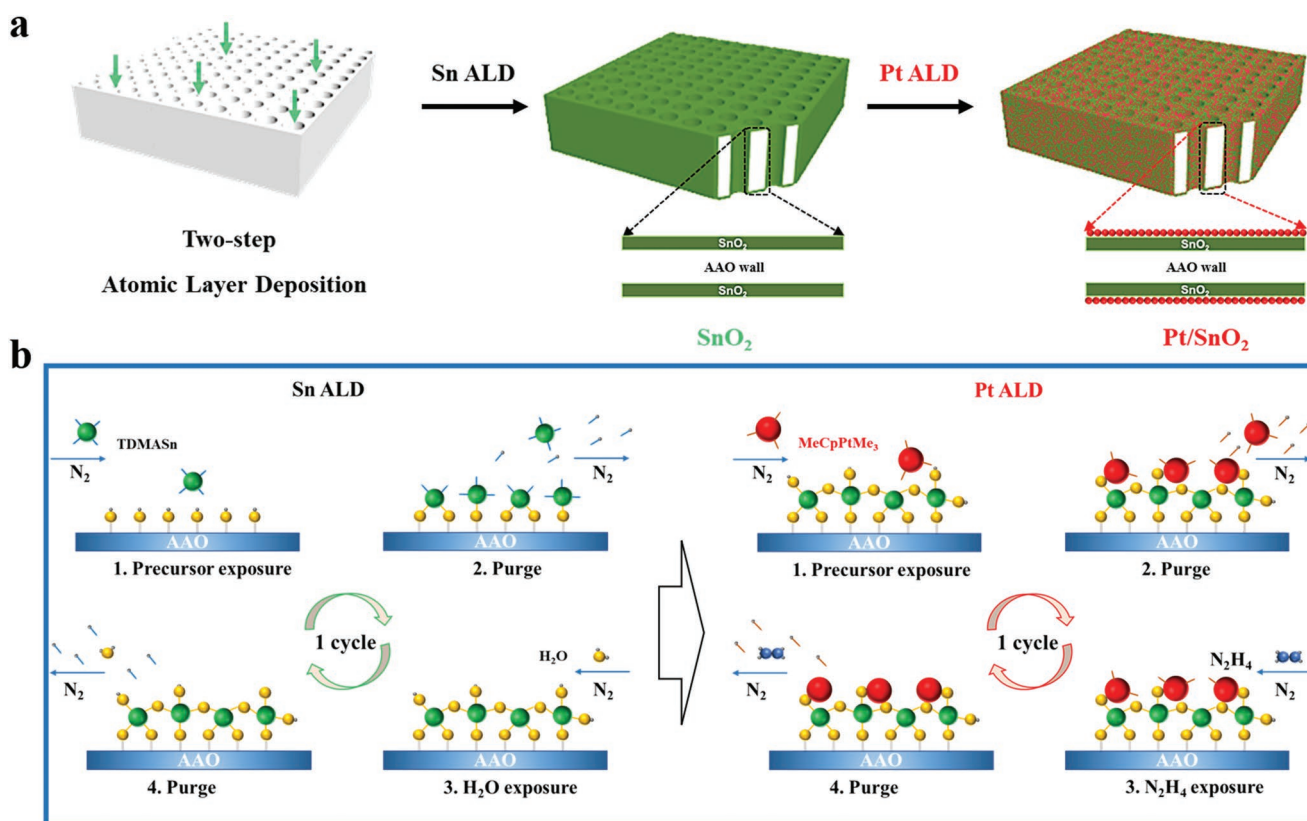 a
Sn ALD
Pt ALD
Two-step
Atomic Layer Deposition
SnO₂
AAO wall
SnO₂
SnO₂
AAO wall
SnO₂
SnO₂
Pt/SnO₂
b
Sn ALD
TDMASn
N₂
N₂
AAO
1. Precursor exposure
AAO
2. Purge
1 cycle
N₂
AAO
4. Purge
H₂O
N₂
AAO
3. H₂O exposure
Pt ALD
N₂
MeCpPtMe₃
AAO
1. Precursor exposure
N₂
AAO
2. Purge
1 cycle
N₂
AAO
4. Purge
N₂H₄
N₂
AAO
3. N₂H₄ exposure